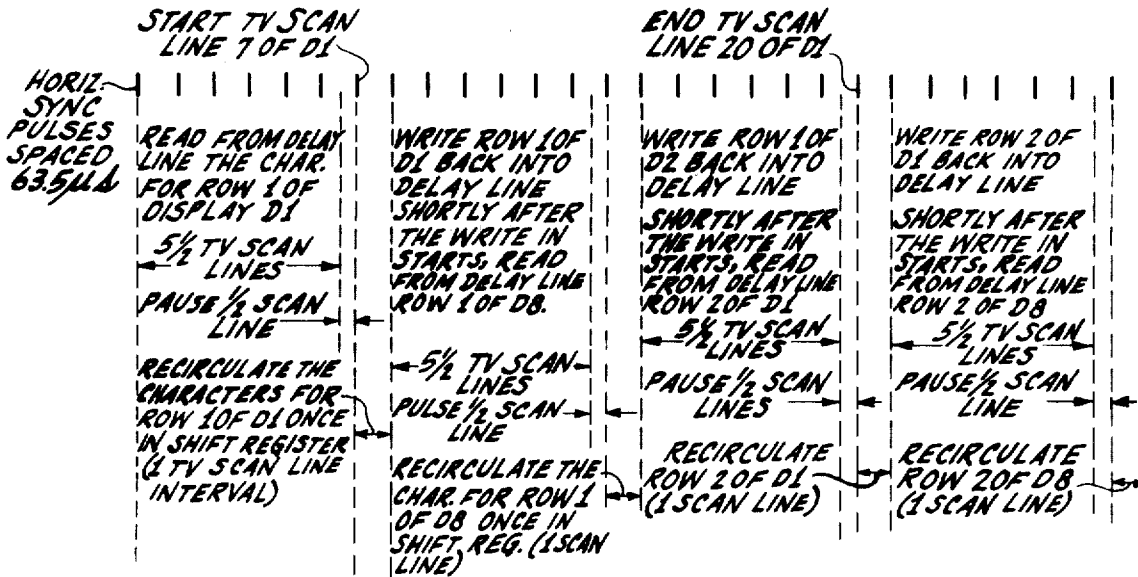 START TV SCAN
LINE 7 OF D1
END TV SCAN
LINE 20 OF D1
HORIZ.
SYNC
PULSES
SPACED
63.5µs
READ FROM DELAY
LINE THE CHAR.
FOR ROW 1 OF
DISPLAY D1
5½ TV SCAN
LINES
PAUSE ½ SCAN
LINE
RECIRCULATE THE
CHARACTERS FOR
ROW 1 OF D1 ONCE
IN SHIFT REGISTER
(1 TV SCAN LINE
INTERVAL)
WRITE ROW 1 OF
D1 BACK INTO
DELAY LINE
SHORTLY AFTER
THE WRITE IN
STARTS, READ
FROM DELAY LINE
ROW 1 OF D8.
5½ TV SCAN
LINES
PULSE ½ SCAN
LINE
RECIRCULATE THE
CHAR. FOR ROW 1
OF D8 ONCE IN
SHIFT REG. (1 SCAN
LINE)
WRITE ROW 1 OF
D2 BACK INTO
DELAY LINE
SHORTLY AFTER
THE WRITE IN
STARTS, READ
FROM DELAY LINE
ROW 2 OF D1
5½ TV SCAN
LINES
PAUSE ½ SCAN
LINES
RECIRCULATE
ROW 2 OF D1
(1 SCAN LINE)
WRITE ROW 2 OF
D1 BACK INTO
DELAY LINE
SHORTLY AFTER
THE WRITE IN
STARTS, READ
FROM DELAY LINE
ROW 2 OF D8
5½ TV SCAN
LINES
PAUSE ½ SCAN
LINE
RECIRCULATE
ROW 2 OF D8
(1 SCAN LINE)